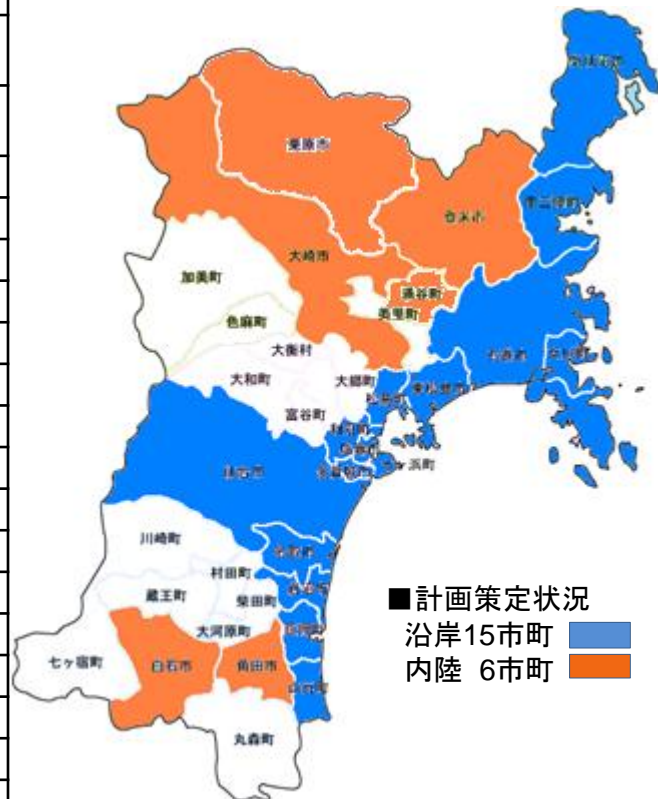 気仙沼市
栗原市
南三陸町
登米市
大崎市
加美町
涌谷町
美里町
色麻町
大衡村
石巻市
女川町
大和町
大郷町
東松島市
松島町
富谷町
利府町
ヶ浜町
仙台市
川崎町
名取市
村田町
岩沼市
蔵王町
柴田町
大河原町
亘理町
七ヶ宿町
白石市
角田市
山元町
丸森町
■計画策定状況
沿岸15市町
内陸 6市町